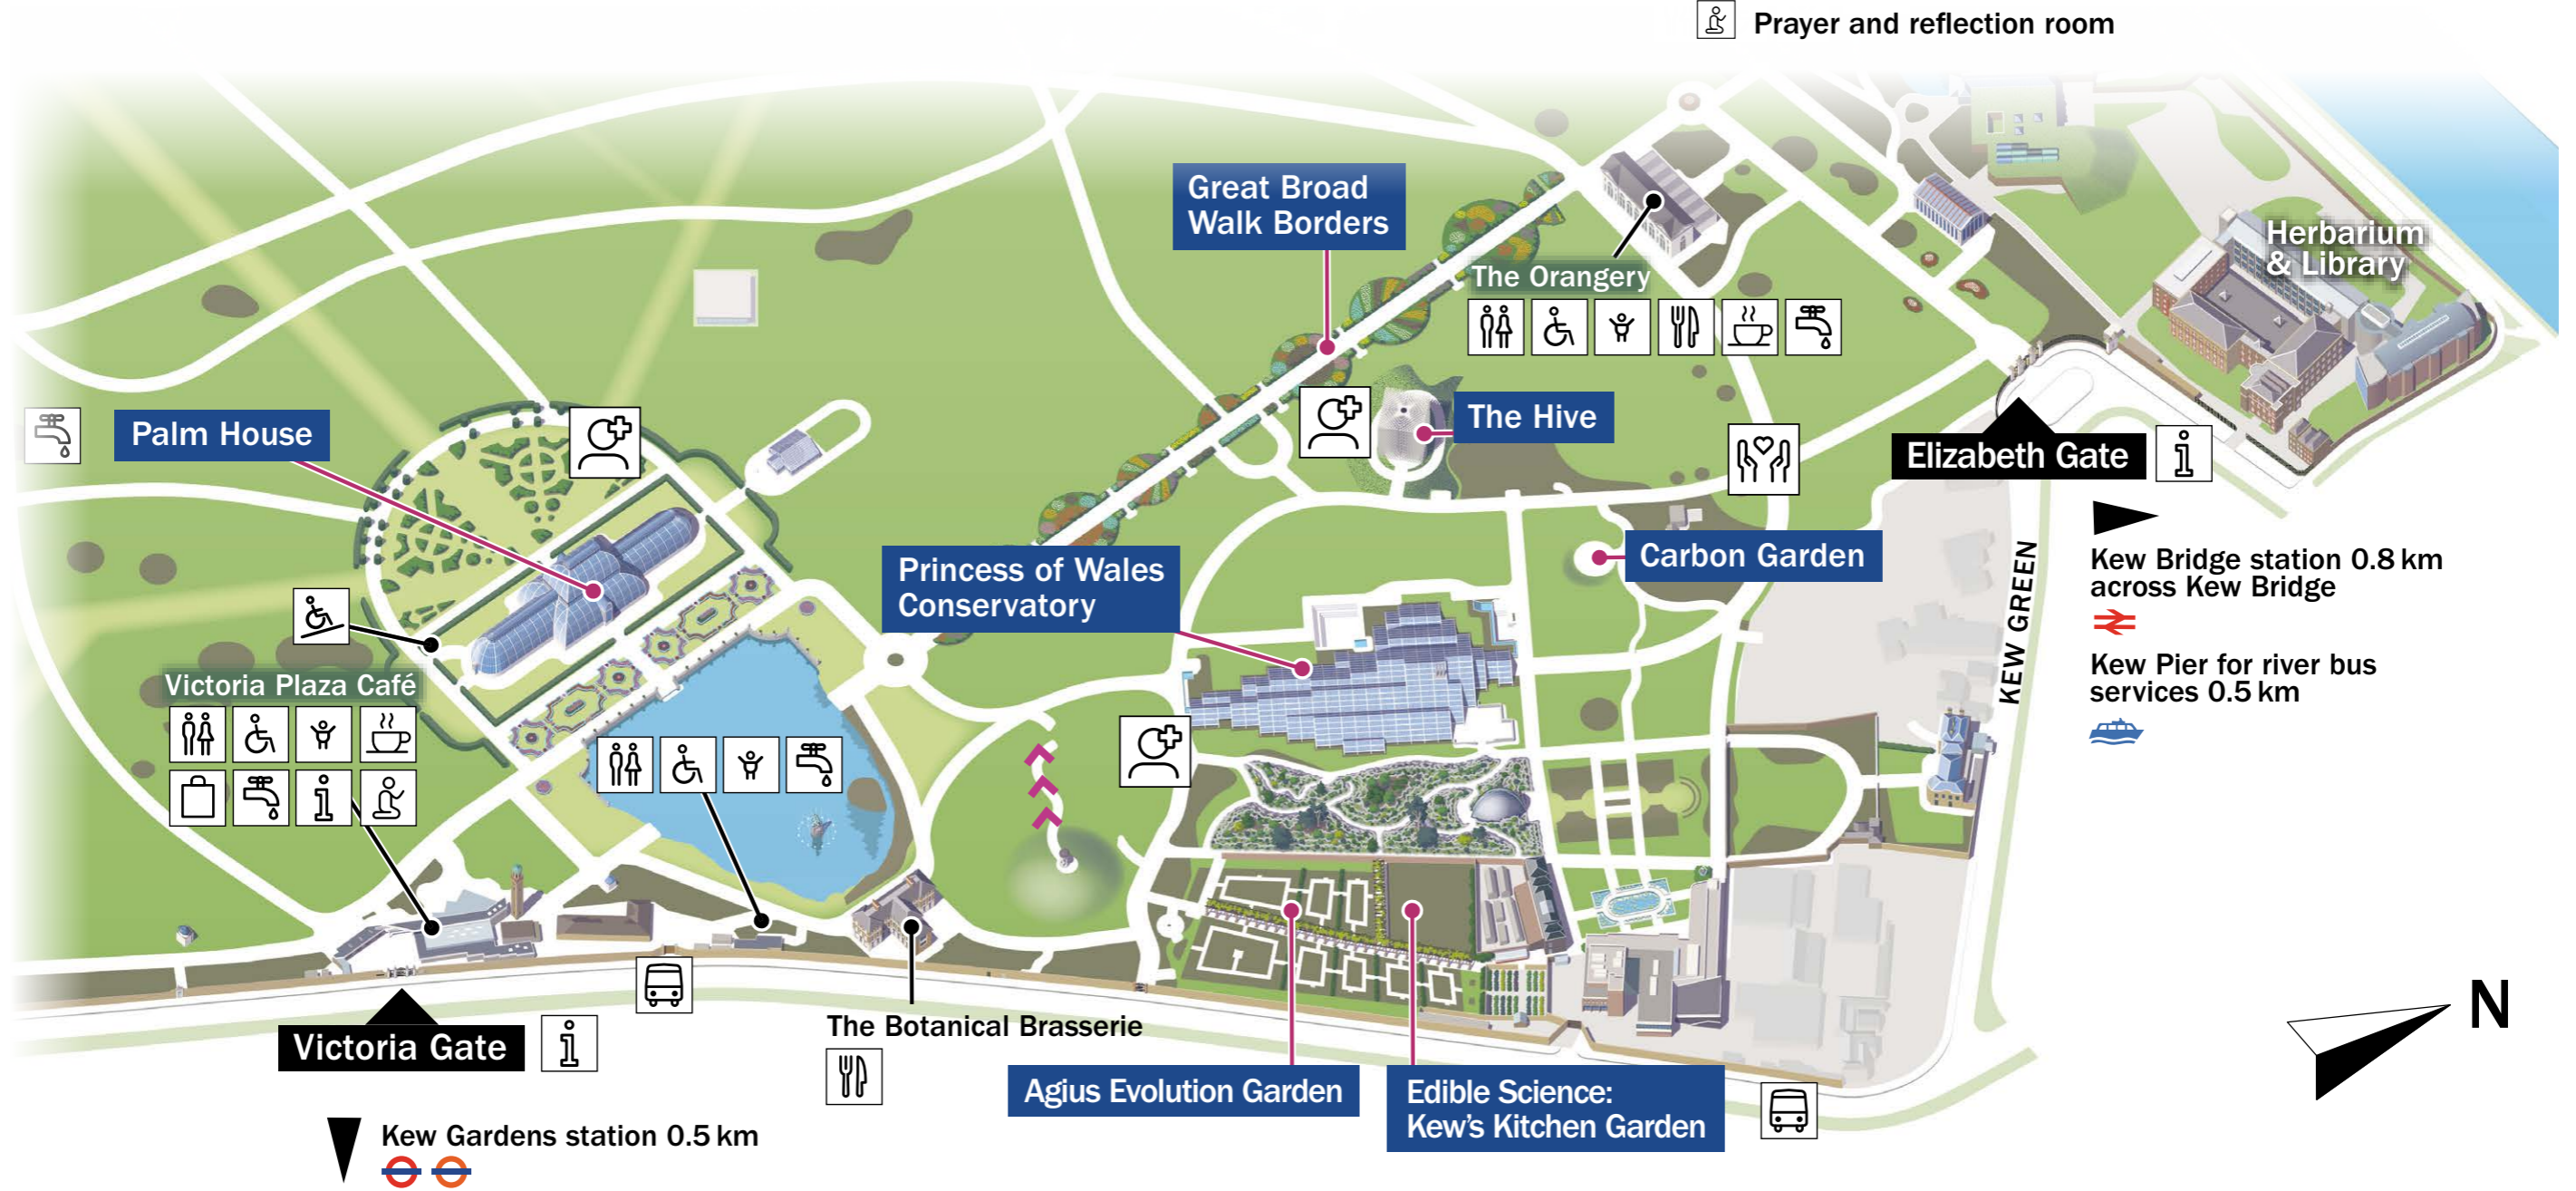 Prayer and reflection room
Great Broad
Walk Borders
The Orangery
Herbarium
& Library
Palm House
The Hive
Elizabeth Gate
Princess of Wales
Conservatory
Carbon Garden
KEW GREEN
Kew Bridge station 0.8 km
across Kew Bridge
Kew Pier for river bus
services 0.5 km
Victoria Plaza Café
Victoria Gate
The Botanical Brasserie
Agius Evolution Garden
Edible Science:
Kew's Kitchen Garden
Kew Gardens station 0.5 km
N